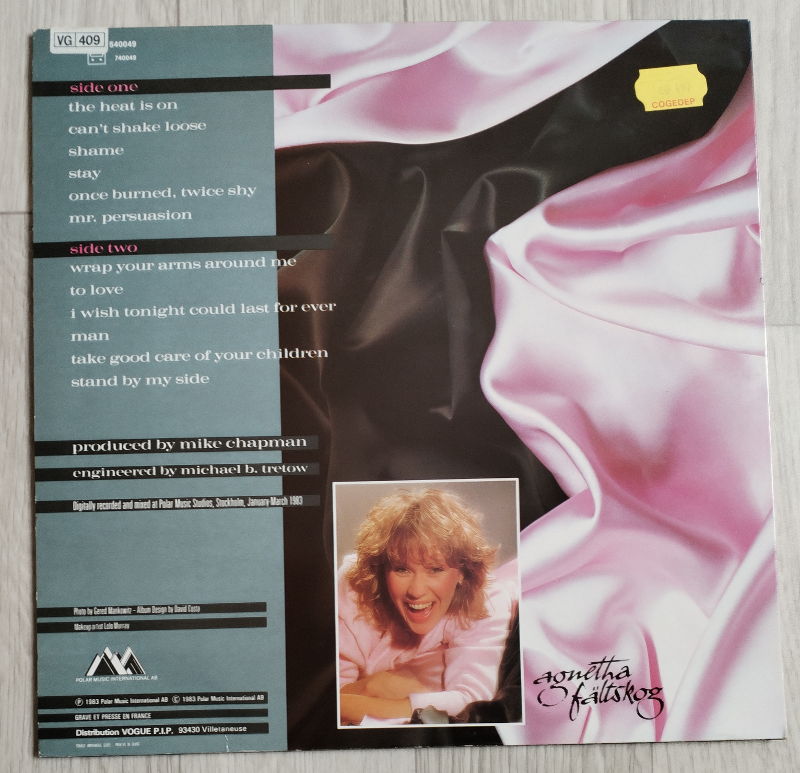 VG 409
640049
740049
side one
the heat is on
can't shake loose
shame
stay
once burned, twice shy
mr. persuasion
side two
wrap your arms around me
to love
i wish tonight could last for ever
man
take good care of your children
stand by my side
produced by mike chapman
engineered by michael b. tretow
Digitally recorded and mixed at Polar Music Studios, Stockholm, January-March 1983
Photo by Gered Mankowitz - Album Design by David Costa
Makeup artist Lolo Murray
POLAR MUSIC INTERNATIONAL AB
℗ 1983 Polar Music International AB © 1983 Polar Music International AB
GRAVE ET PRESSE EN FRANCE
Distribution VOGUE P.I.P. 93430 Villetaneuse
COGEDEP
agnetha
fältskog